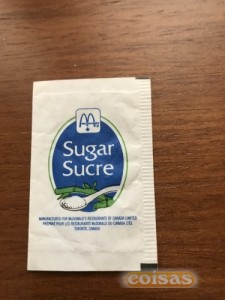 Sugar
Sucre
MANUFACTURED FOR McDONALD'S RESTAURANTS OF CANADA LIMITED
PREPARÉ POUR LES RESTAURANTS McDONALD DU CANADA LTÉE
TORONTO, CANADA
coisas